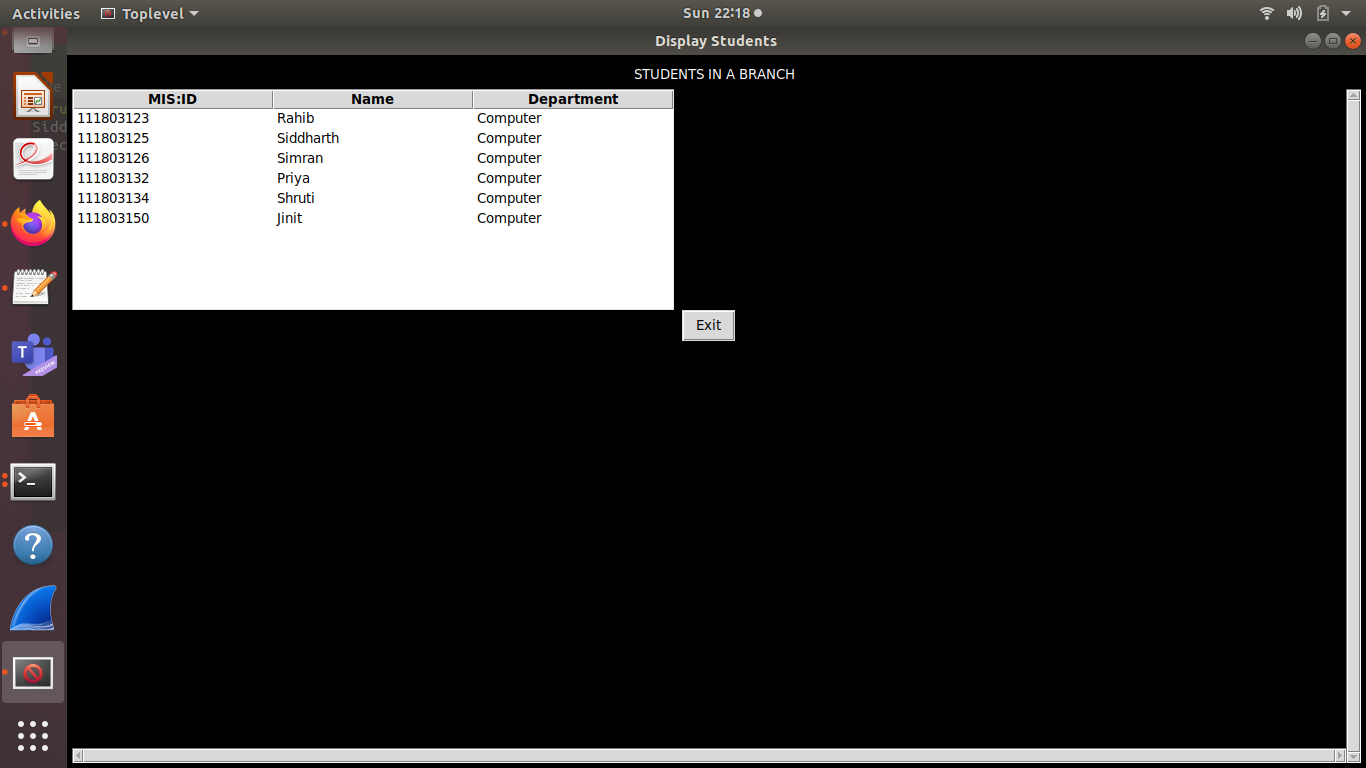 Activities Toplevel Sun 22:18
Display Students
STUDENTS IN A BRANCH
MIS:ID Name Department
111803123 Rahib Computer
111803125 Siddharth Computer
111803126 Simran Computer
111803132 Priya Computer
111803134 Shruti Computer
111803150 Jinit Computer
Exit